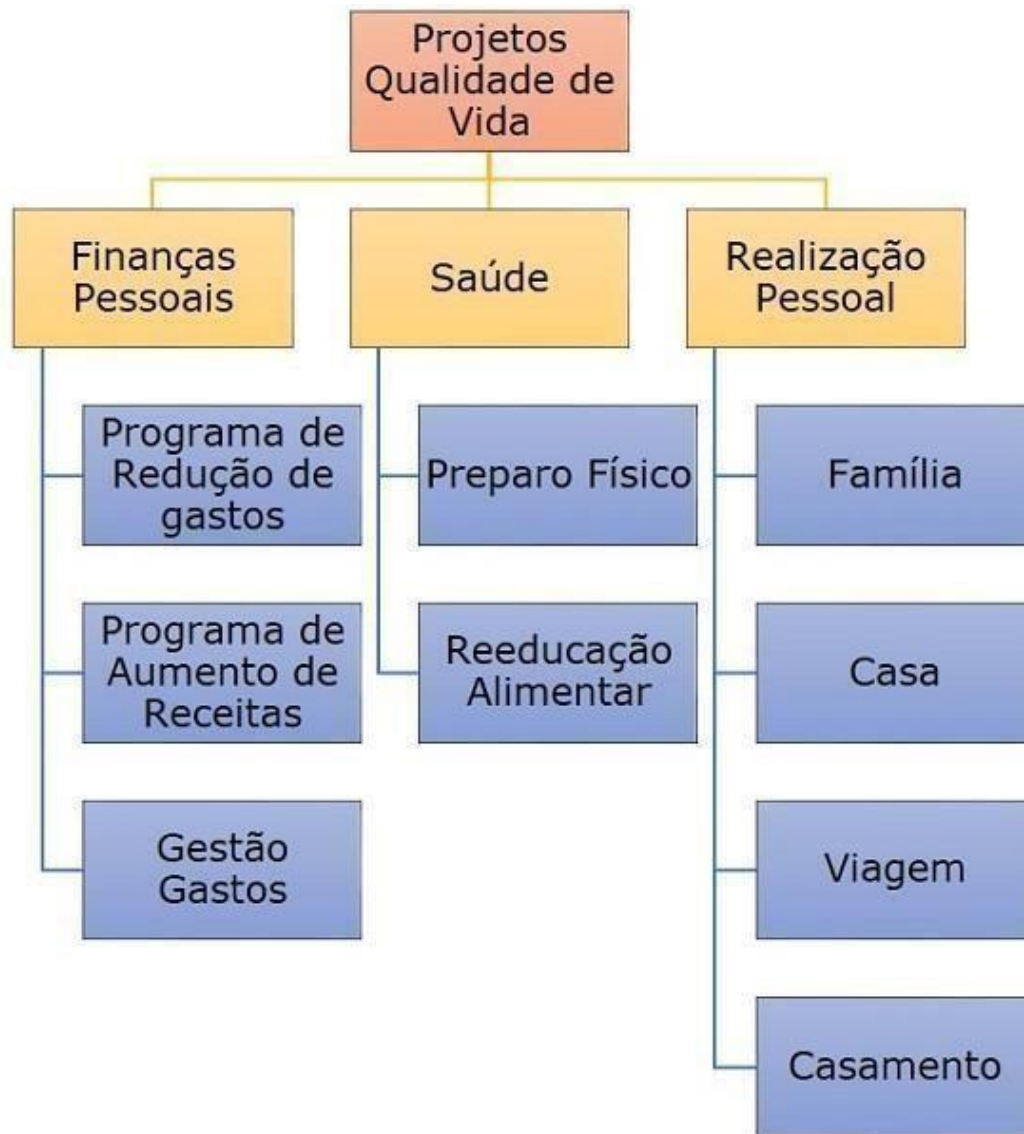 Projetos
Qualidade de
Vida
Finanças
Pessoais
Saúde
Realização
Pessoal
Programa de
Redução de
gastos
Preparo Físico
Família
Programa de
Aumento de
Receitas
Reeducação
Alimentar
Casa
Gestão
Gastos
Viagem
Casamento